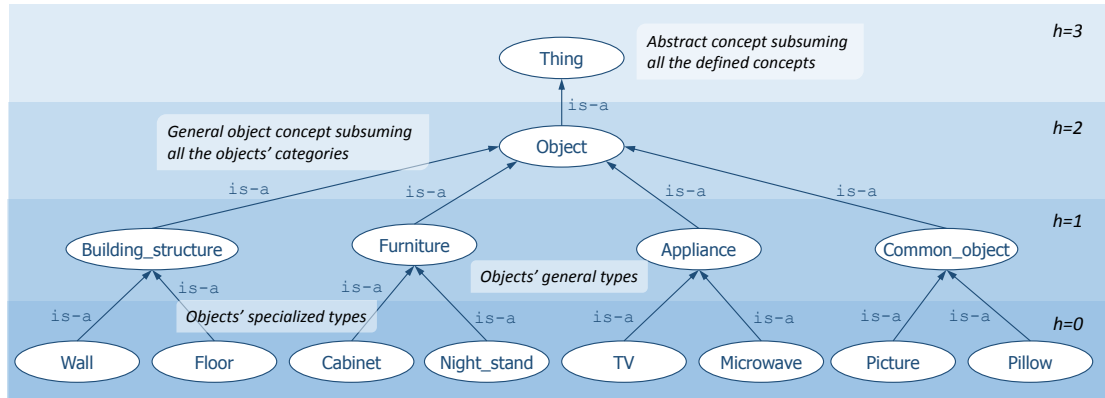 h=3
Abstract concept subsuming
all the defined concepts
Thing
is-a
h=2
General object concept subsuming
all the objects' categories
Object
is-a is-a is-a is-a
h=1
Building_structure Furniture Appliance Common_object
Objects' general types
is-a is-a is-a is-a is-a is-a is-a is-a
Objects' specialized types
h=0
Wall Floor Cabinet Night_stand TV Microwave Picture Pillow